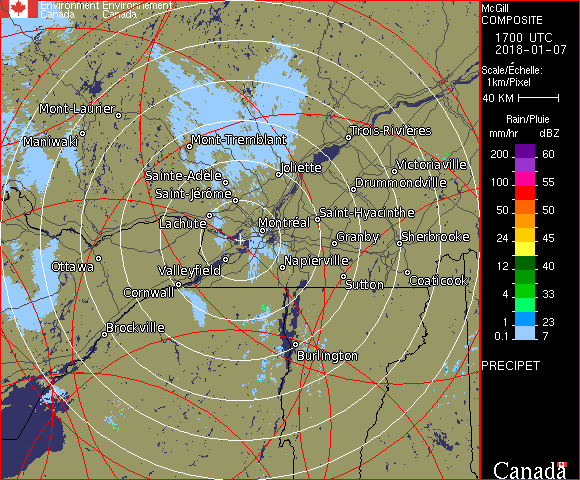 Environment Environnement
Canada Canada
McGill
COMPOSITE
1700 UTC
2018-01-07
Scale/Échelle:
1km/Pixel
40 KM
Rain/Pluie
mm/hr dBZ
200 60
100 55
50 50
24 45
12 40
4 33
1 23
0.1 7
PRECIPET
Canada
Mont-Laurier
Maniwaki
Mont-Tremblant
Trois-Rivières
Sainte-Adèle
Joliette
Victoriaville
Saint-Jérôme
Drummondville
Lachute
Montréal
Saint-Hyacinthe
Granby
Sherbrooke
Ottawa
Valleyfield
Napierville
Cornwall
Sutton
Coaticook
Brockville
Burlington